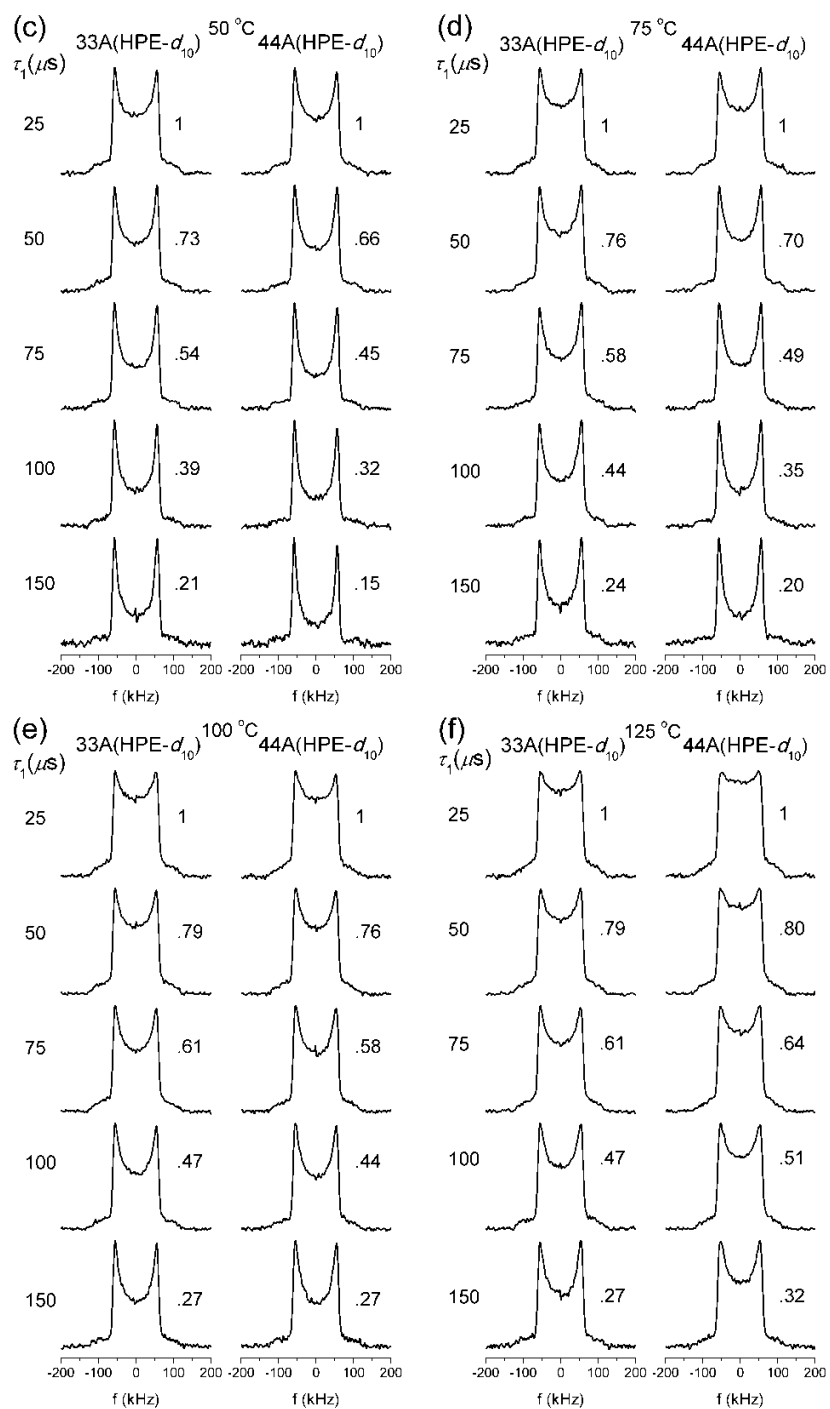 (c) 50 °C
33A(HPE-d10) 44A(HPE-d10)
τ1(μs)
25 1 1
50 .73 .66
75 .54 .45
100 .39 .32
150 .21 .15
-200 -100 0 100 200 -200 -100 0 100 200
f (kHz) f (kHz)
(d) 75 °C
33A(HPE-d10) 44A(HPE-d10)
τ1(μs)
25 1 1
50 .76 .70
75 .58 .49
100 .44 .35
150 .24 .20
-200 -100 0 100 200 -200 -100 0 100 200
f (kHz) f (kHz)
(e) 100 °C
33A(HPE-d10) 44A(HPE-d10)
τ1(μs)
25 1 1
50 .79 .76
75 .61 .58
100 .47 .44
150 .27 .27
-200 -100 0 100 200 -200 -100 0 100 200
f (kHz) f (kHz)
(f) 125 °C
33A(HPE-d10) 44A(HPE-d10)
τ1(μs)
25 1 1
50 .79 .80
75 .61 .64
100 .47 .51
150 .27 .32
-200 -100 0 100 200 -200 -100 0 100 200
f (kHz) f (kHz)